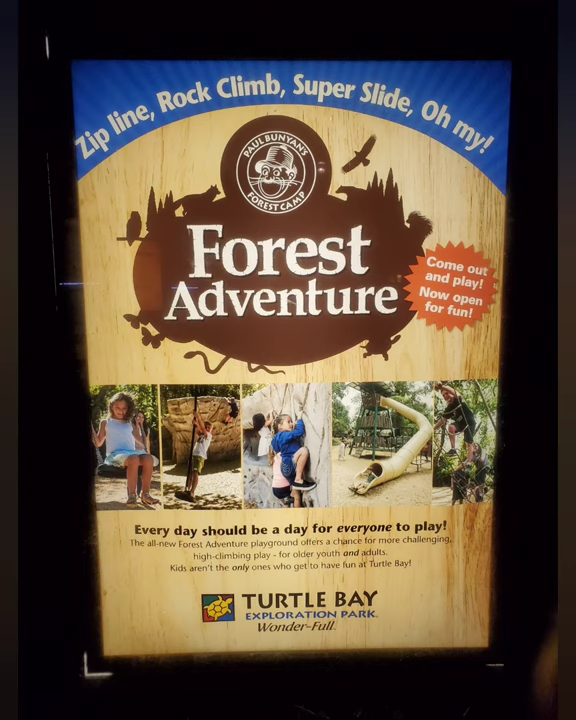 Zip line, Rock Climb, Super Slide, Oh my!
PAUL BUNYAN'S
FOREST CAMP
Forest
Adventure
Come out
and play!
Now open
for fun!
Every day should be a day for everyone to play!
The all-new Forest Adventure playground offers a chance for more challenging,
high-climbing play - for older youth and adults.
Kids aren't the only ones who get to have fun at Turtle Bay!
TURTLE BAY
EXPLORATION PARK
Wonder-Full